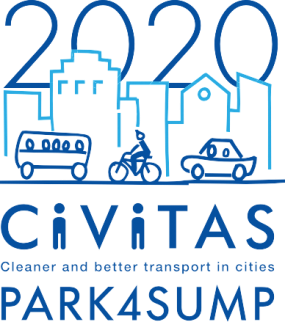 2020
CiViTAS
Cleaner and better transport in cities
PARK4SUMP